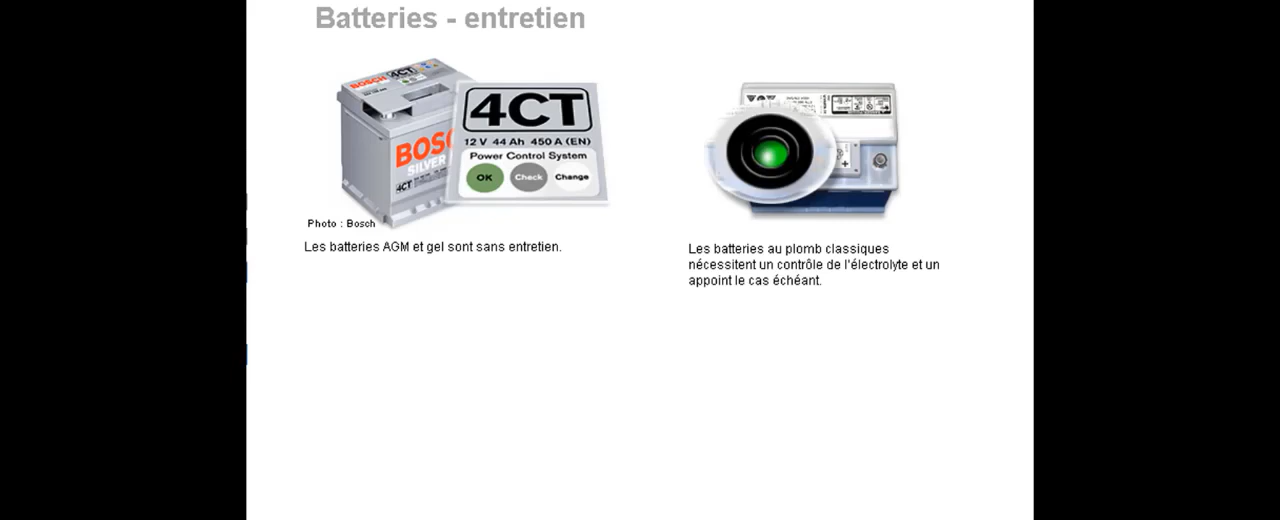 Batteries - entretien
BOSCH
4CT
BOSC
SILVER
4CT
4CT
12 V 44 Ah 450 A (EN)
Power Control System
OK Check Change
Photo : Bosch
Les batteries AGM et gel sont sans entretien.
Les batteries au plomb classiques
nécessitent un contrôle de l'électrolyte et un
appoint le cas échéant.